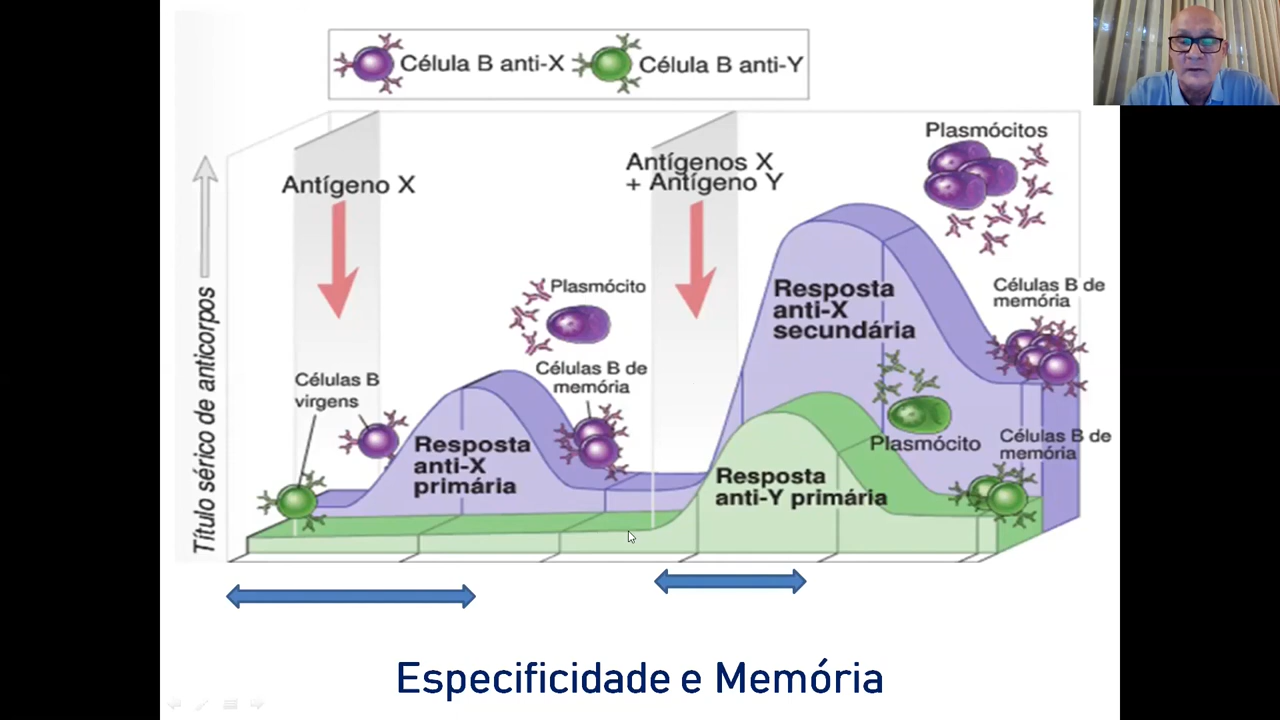 Célula B anti-X
Célula B anti-Y
Antígeno X
Antígenos X
+ Antígeno Y
Plasmócitos
Título sérico de anticorpos
Plasmócito
Resposta
anti-X
secundária
Células B de
memória
Células B
virgens
Células B de
memória
Resposta
anti-X
primária
Plasmócito
Células B de
memória
Resposta
anti-Y primária
Especificidade e Memória